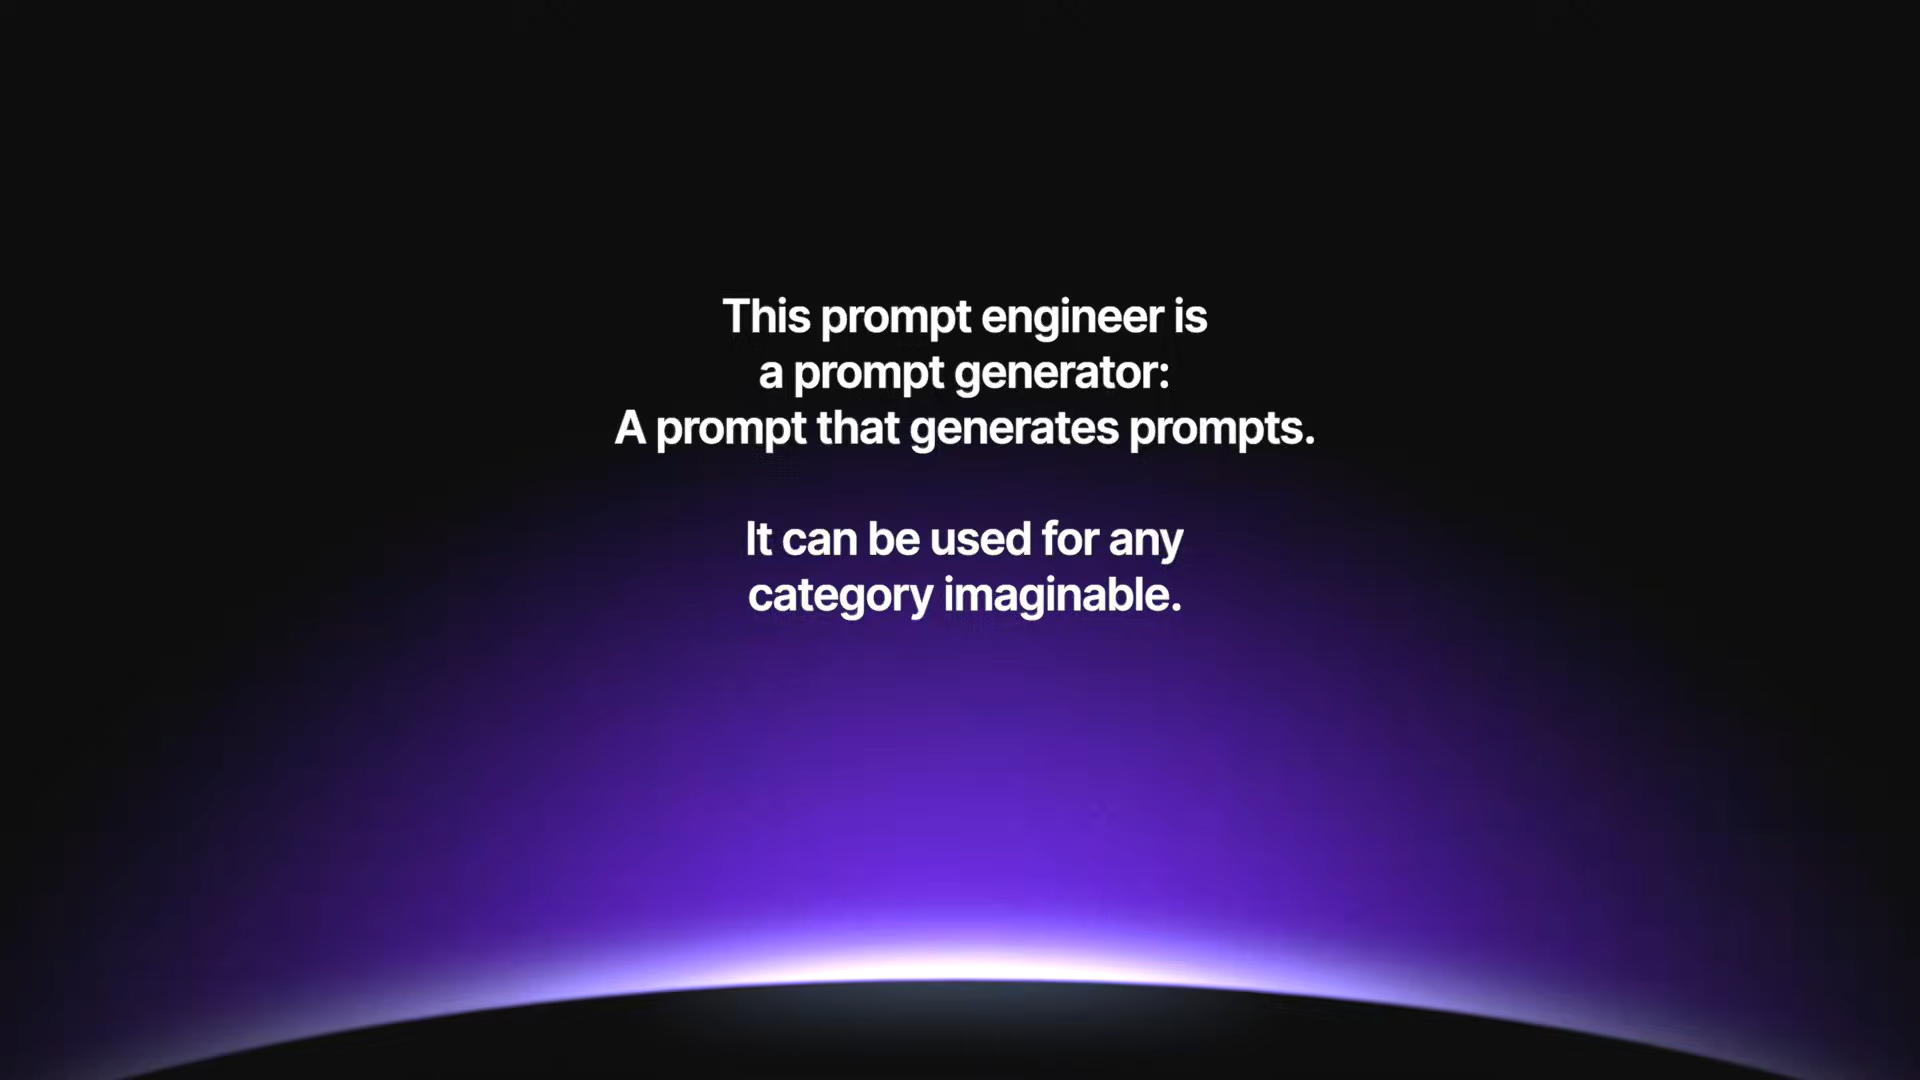 This prompt engineer is
a prompt generator:
A prompt that generates prompts.
It can be used for any
category imaginable.